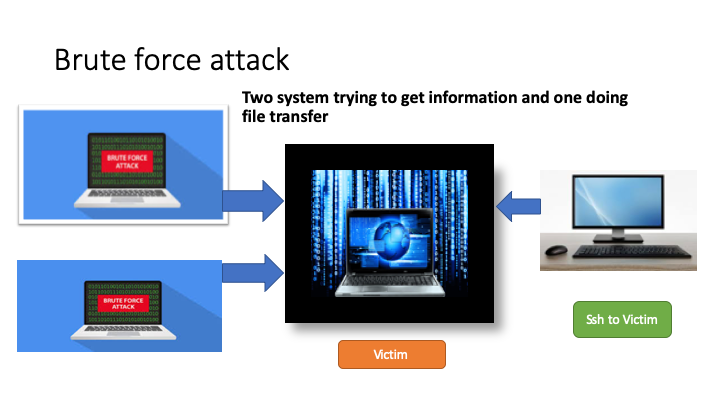 Brute force attack
Two system trying to get information and one doing
file transfer
BRUTE FORCE
ATTACK
BRUTE FORCE
ATTACK
Victim
Ssh to Victim